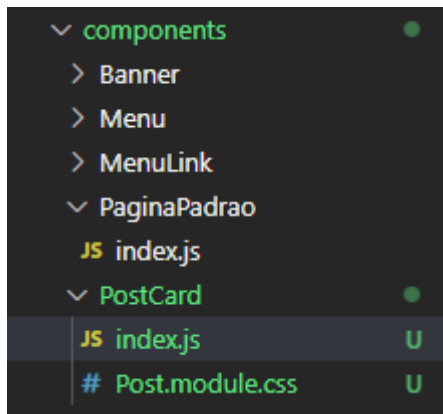 components
Banner
Menu
MenuLink
PaginaPadrao
JS index.js
PostCard
JS index.js U
# Post.module.css U